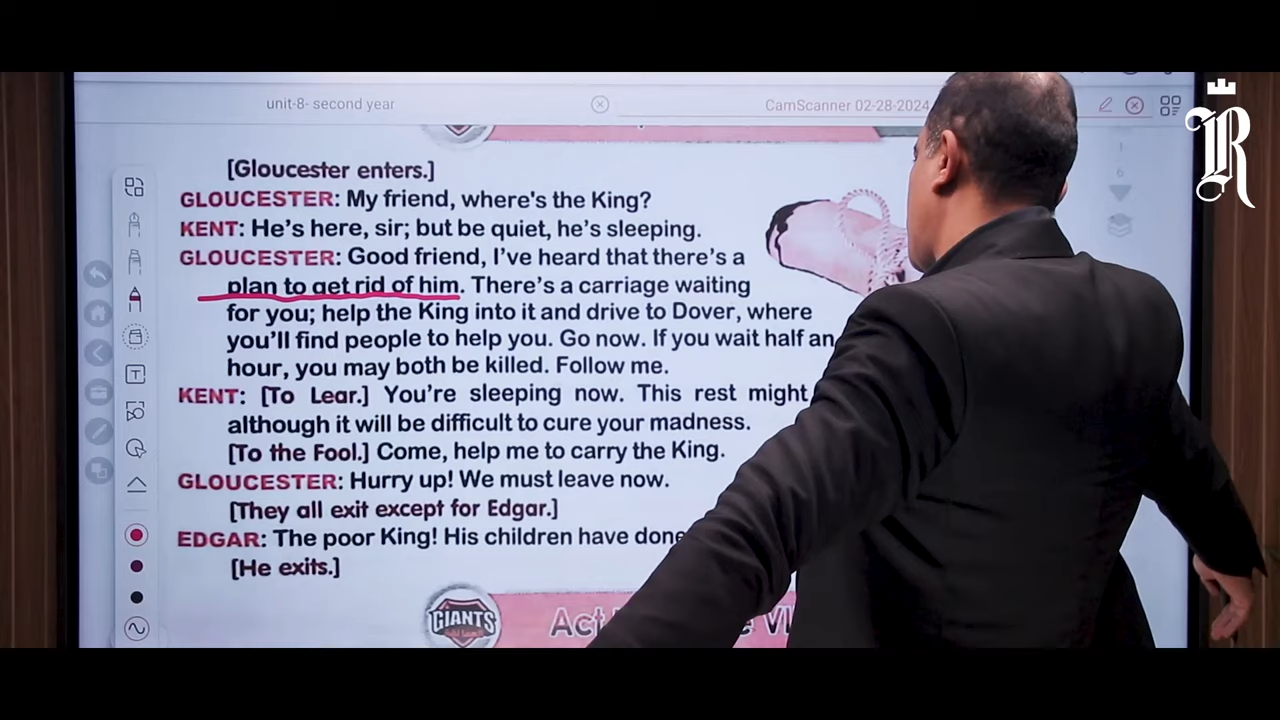 unit-8- second year
CamScanner 02-28-2024
R
[Gloucester enters.]
GLOUCESTER: My friend, where's the King?
KENT: He's here, sir; but be quiet, he's sleeping.
GLOUCESTER: Good friend, I've heard that there's a
plan to get rid of him. There's a carriage waiting
for you; help the King into it and drive to Dover, where
you'll find people to help you. Go now. If you wait half an
hour, you may both be killed. Follow me.
KENT: [To Lear.] You're sleeping now. This rest might
although it will be difficult to cure your madness.
[To the Fool.] Come, help me to carry the King.
GLOUCESTER: Hurry up! We must leave now.
[They all exit except for Edgar.]
EDGAR: The poor King! His children have done
[He exits.]
GIANTS
Act